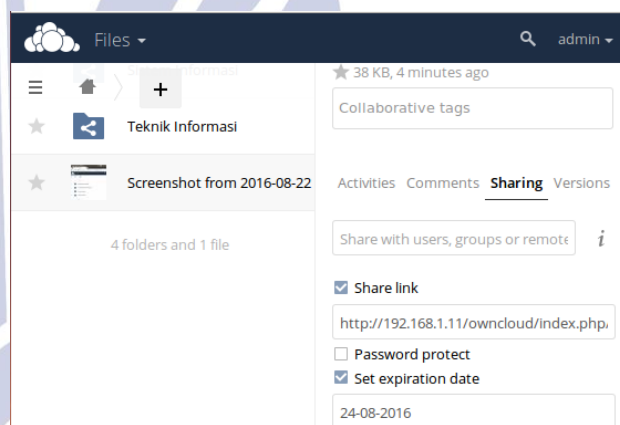 Files
admin
Sistem Informasi
Teknik Informasi
Screenshot from 2016-08-22
4 folders and 1 file
38 KB, 4 minutes ago
Collaborative tags
Activities Comments Sharing Versions
Share with users, groups or remote
i
Share link
http://192.168.1.11/owncloud/index.php/
Password protect
Set expiration date
24-08-2016